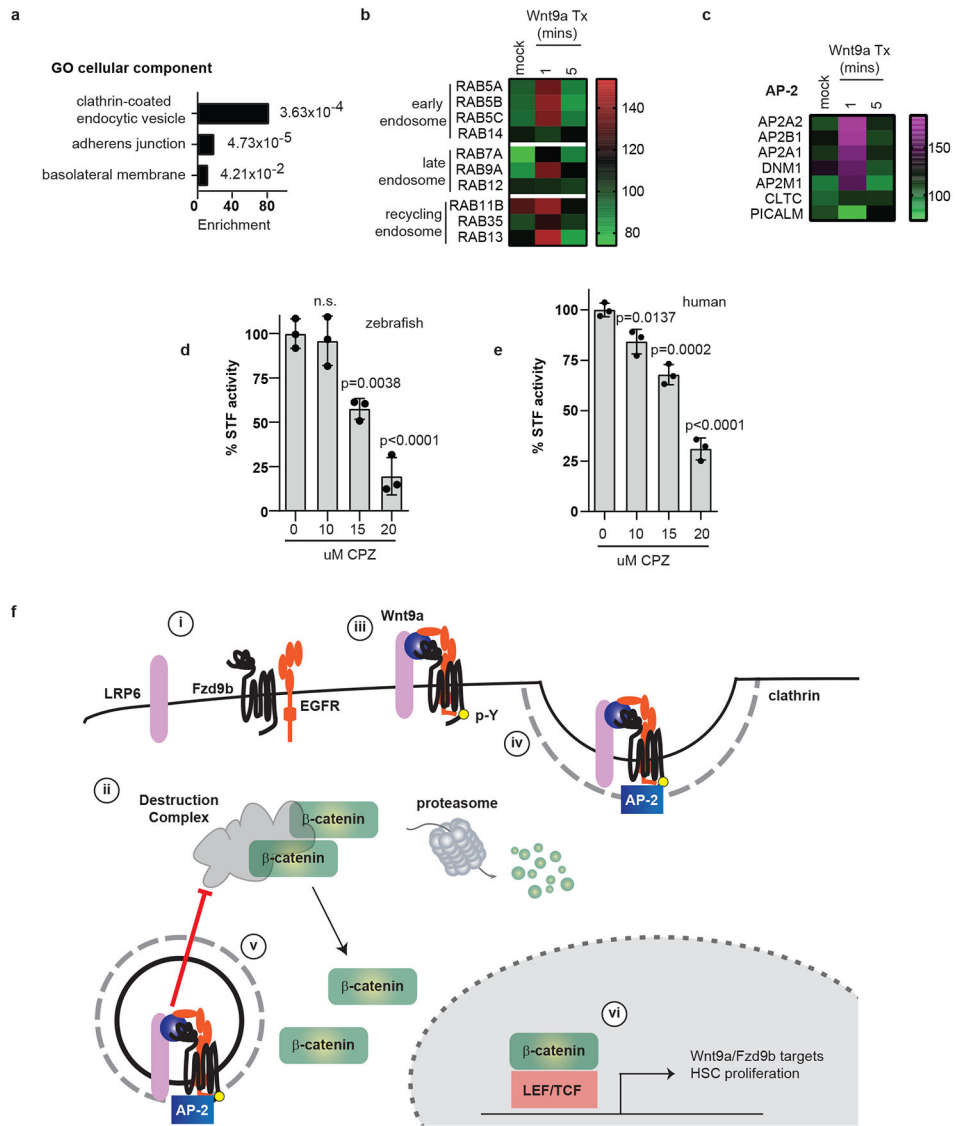 a
GO cellular component
clathrin-coated
endocytic vesicle
3.63x10-4
adherens junction
4.73x10-5
basolateral membrane
4.21x10-2
0 40 80
Enrichment
b
Wnt9a Tx
(mins)
mock
1
5
early
endosome
RAB5A
RAB5B
RAB5C
RAB14
late
endosome
RAB7A
RAB9A
RAB12
recycling
endosome
RAB11B
RAB35
RAB13
140
120
100
80
c
Wnt9a Tx
(mins)
AP-2
mock
1
5
AP2A2
AP2B1
AP2A1
DNM1
AP2M1
CLTC
PICALM
150
100
d
zebrafish
n.s.
p=0.0038
p<0.0001
% STF activity
100
75
50
25
0
0 10 15 20
uM CPZ
e
human
p=0.0137
p=0.0002
p<0.0001
% STF activity
100
75
50
25
0
0 10 15 20
uM CPZ
f
i
LRP6
Fzd9b
EGFR
iii
Wnt9a
p-Y
iv
clathrin
AP-2
ii
Destruction
Complex
β-catenin
β-catenin
proteasome
v
β-catenin
β-catenin
AP-2
vi
β-catenin
LEF/TCF
Wnt9a/Fzd9b targets
HSC proliferation